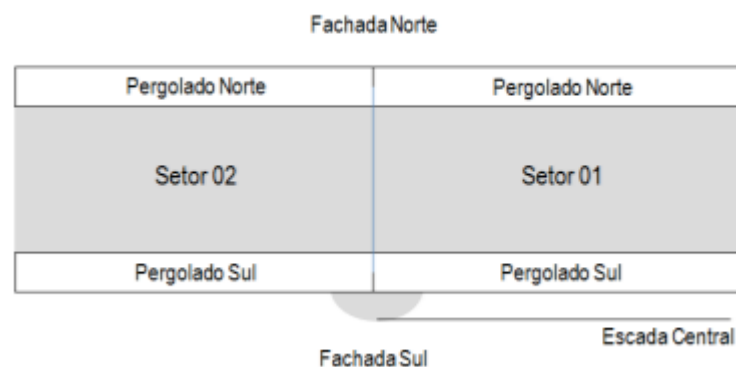 Fachada Norte
Pergolado Norte Pergolado Norte
Setor 02 Setor 01
Pergolado Sul Pergolado Sul
Escada Central
Fachada Sul